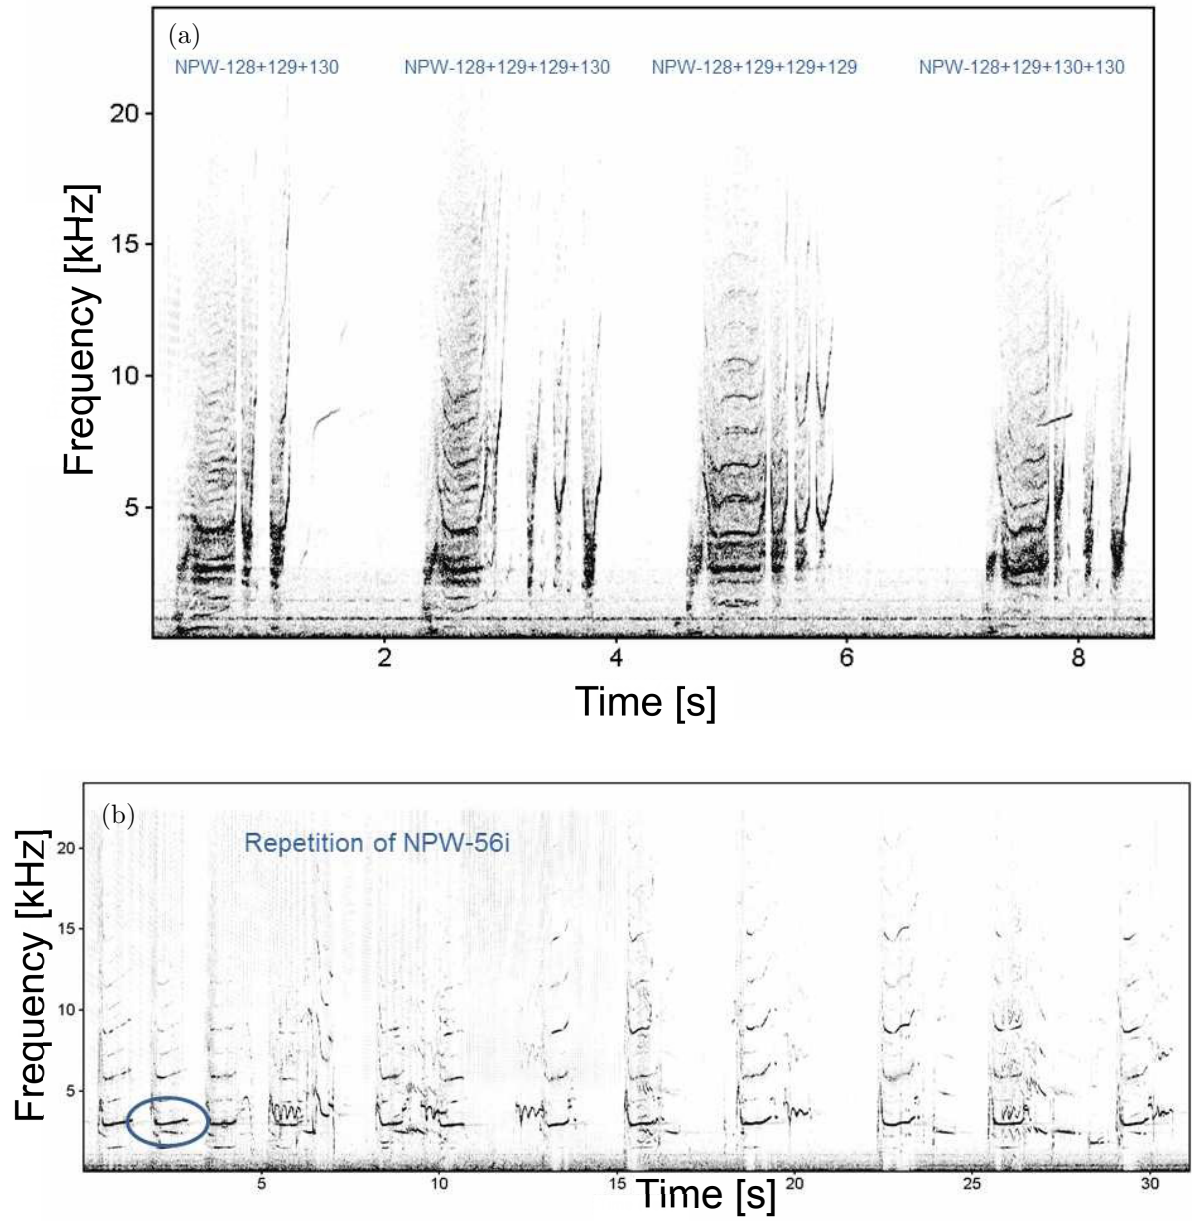 (a)
NPW-128+129+130 NPW-128+129+129+130 NPW-128+129+129+129 NPW-128+129+130+130
20
15
10
5
Frequency [kHz]
2 4 6 8
Time [s]
(b)
Repetition of NPW-56i
20
15
10
5
Frequency [kHz]
5 10 15 20 25 30
Time [s]